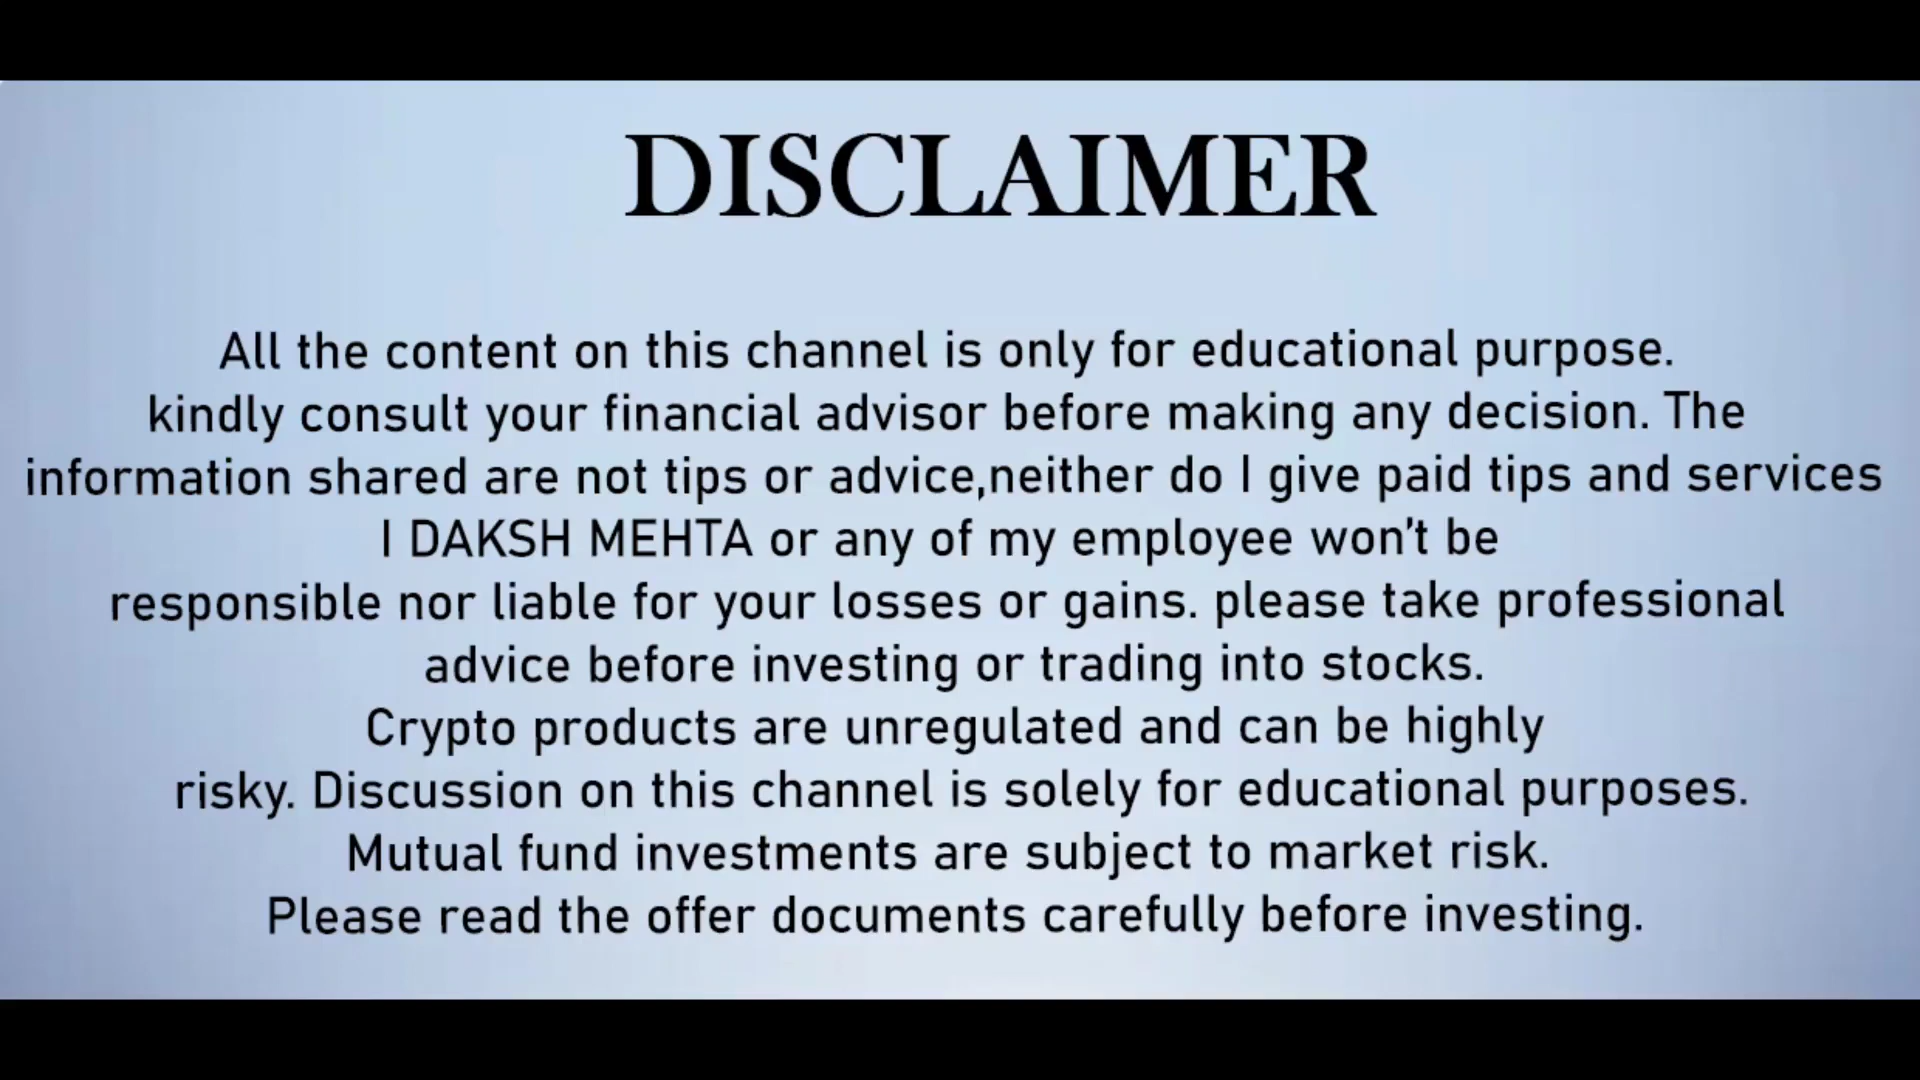 DISCLAIMER
All the content on this channel is only for educational purpose.
kindly consult your financial advisor before making any decision. The
information shared are not tips or advice,neither do I give paid tips and services
I DAKSH MEHTA or any of my employee won't be
responsible nor liable for your losses or gains. please take professional
advice before investing or trading into stocks.
Crypto products are unregulated and can be highly
risky. Discussion on this channel is solely for educational purposes.
Mutual fund investments are subject to market risk.
Please read the offer documents carefully before investing.